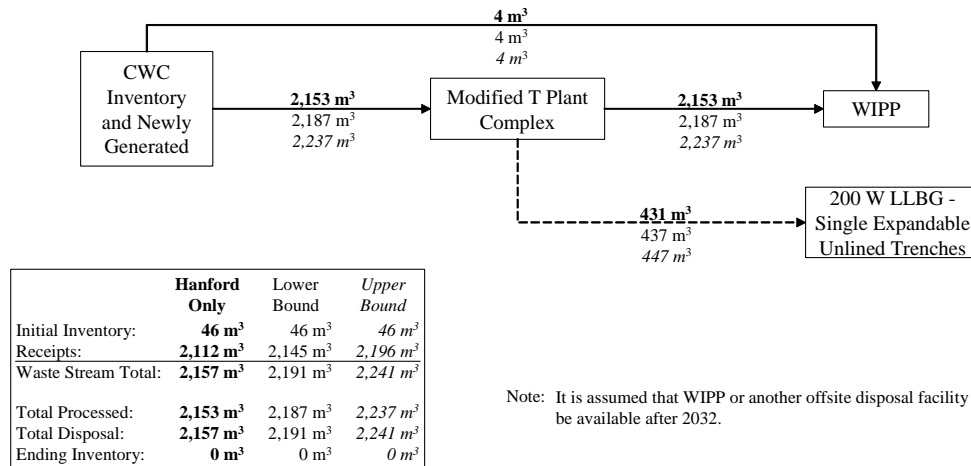 4 m³
4 m³
4 m³
CWC
Inventory
and Newly
Generated
2,153 m³
2,187 m³
2,237 m³
Modified T Plant
Complex
2,153 m³
2,187 m³
2,237 m³
WIPP
431 m³
437 m³
447 m³
200 W LLBG -
Single Expandable
Unlined Trenches
Hanford Only Lower Bound Upper Bound
Initial Inventory: 46 m³ 46 m³ 46 m³
Receipts: 2,112 m³ 2,145 m³ 2,196 m³
Waste Stream Total: 2,157 m³ 2,191 m³ 2,241 m³
Total Processed: 2,153 m³ 2,187 m³ 2,237 m³
Total Disposal: 2,157 m³ 2,191 m³ 2,241 m³
Ending Inventory: 0 m³ 0 m³ 0 m³
Note: It is assumed that WIPP or another offsite disposal facility
be available after 2032.